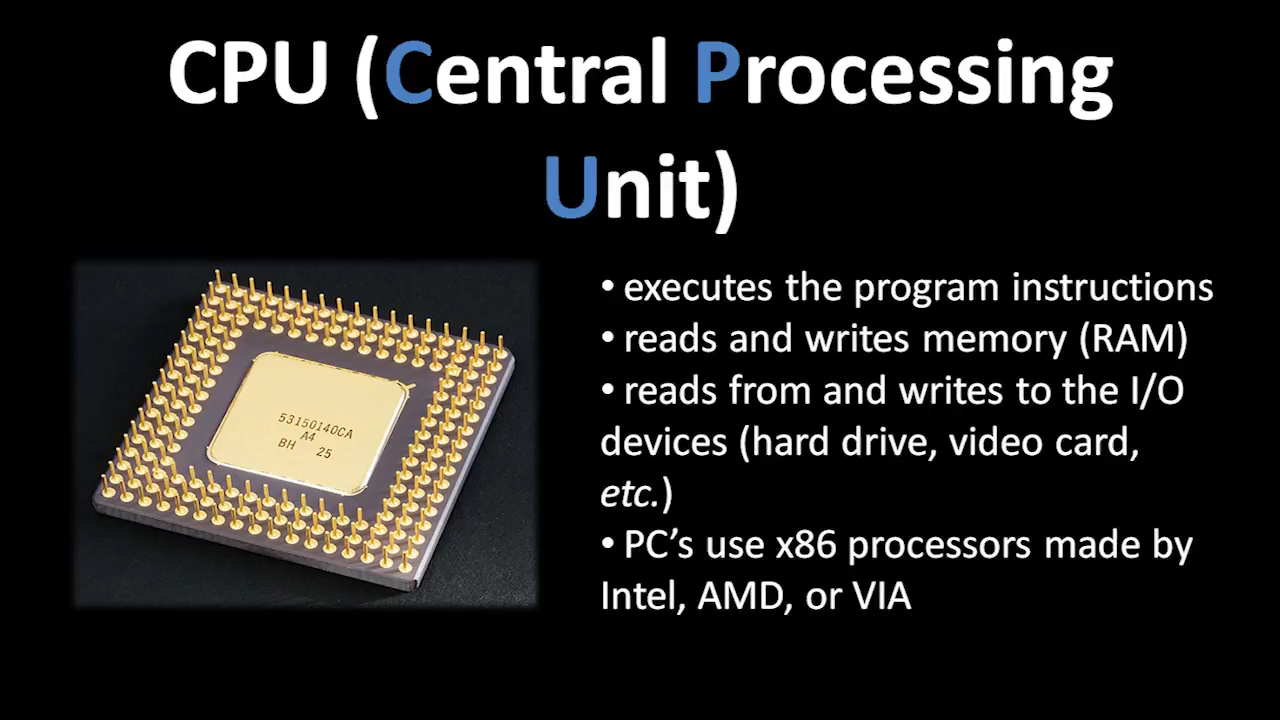 CPU (Central Processing
Unit)
53150140CA
A4
BH 25
• executes the program instructions
• reads and writes memory (RAM)
• reads from and writes to the I/O
devices (hard drive, video card,
etc.)
• PC’s use x86 processors made by
Intel, AMD, or VIA